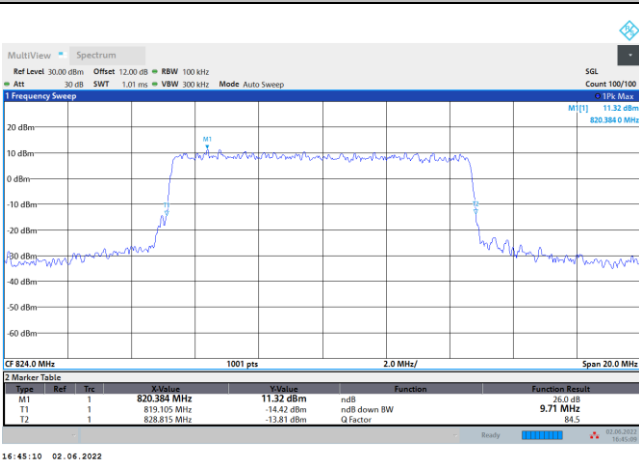 MultiView Spectrum
Ref Level 30.00 dBm Offset 12.00 dB RBW 100 kHz SGL
Att 30 dB SWT 1.01 ms VBW 300 kHz Mode Auto Sweep Count 100/100
1 Frequency Sweep 1Pk Max
M1[1] 11.32 dBm
820.384 0 MHz
20 dBm
M1
10 dBm
0 dBm
-10 dBm
T1 T2
-20 dBm
-30 dBm
-40 dBm
-50 dBm
-60 dBm
CF 824.0 MHz 1001 pts 2.0 MHz/ Span 20.0 MHz
2 Marker Table
Type Ref Trc X-Value Y-Value Function Function Result
M1 1 820.384 MHz 11.32 dBm ndB 26.0 dB
T1 1 819.105 MHz -14.42 dBm ndB down BW 9.71 MHz
T2 1 828.815 MHz -13.81 dBm Q Factor 84.5
Ready 02.06.2022
16:45:09
16:45:10 02.06.2022